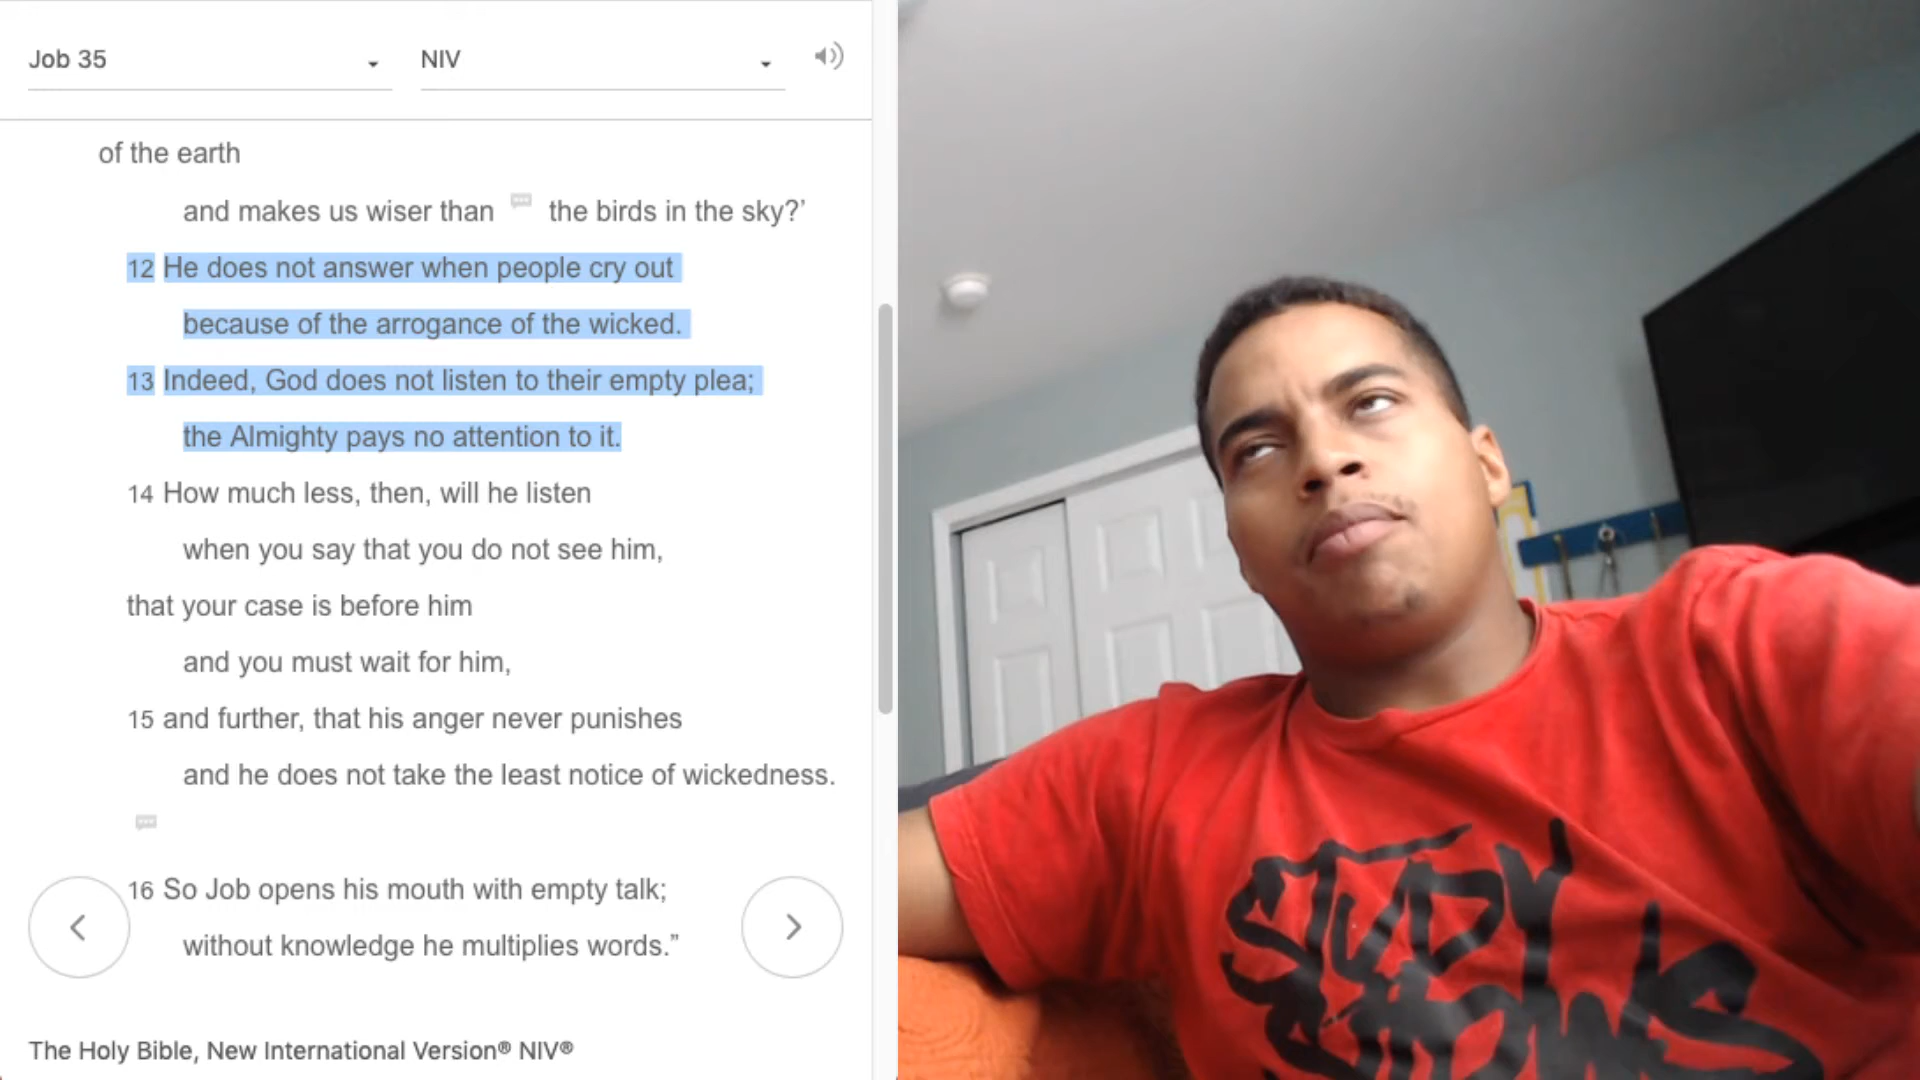 Job 35
NIV
of the earth
and makes us wiser than the birds in the sky?’
12 He does not answer when people cry out
because of the arrogance of the wicked.
13 Indeed, God does not listen to their empty plea;
the Almighty pays no attention to it.
14 How much less, then, will he listen
when you say that you do not see him,
that your case is before him
and you must wait for him,
15 and further, that his anger never punishes
and he does not take the least notice of wickedness.
16 So Job opens his mouth with empty talk;
without knowledge he multiplies words.”
The Holy Bible, New International Version® NIV®
STUDY